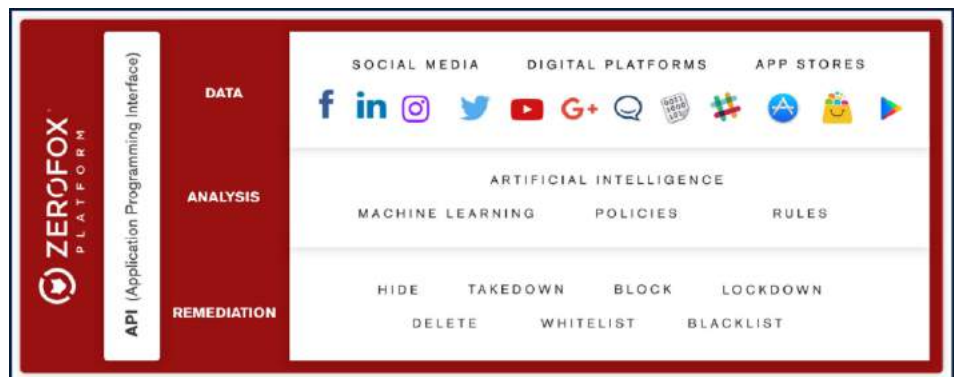 ZEROFOX
PLATFORM
API (Application Programming Interface)
DATA
SOCIAL MEDIA DIGITAL PLATFORMS APP STORES
f in G+
ANALYSIS
ARTIFICIAL INTELLIGENCE
MACHINE LEARNING POLICIES RULES
REMEDIATION
HIDE TAKEDOWN BLOCK LOCKDOWN
DELETE WHITELIST BLACKLIST